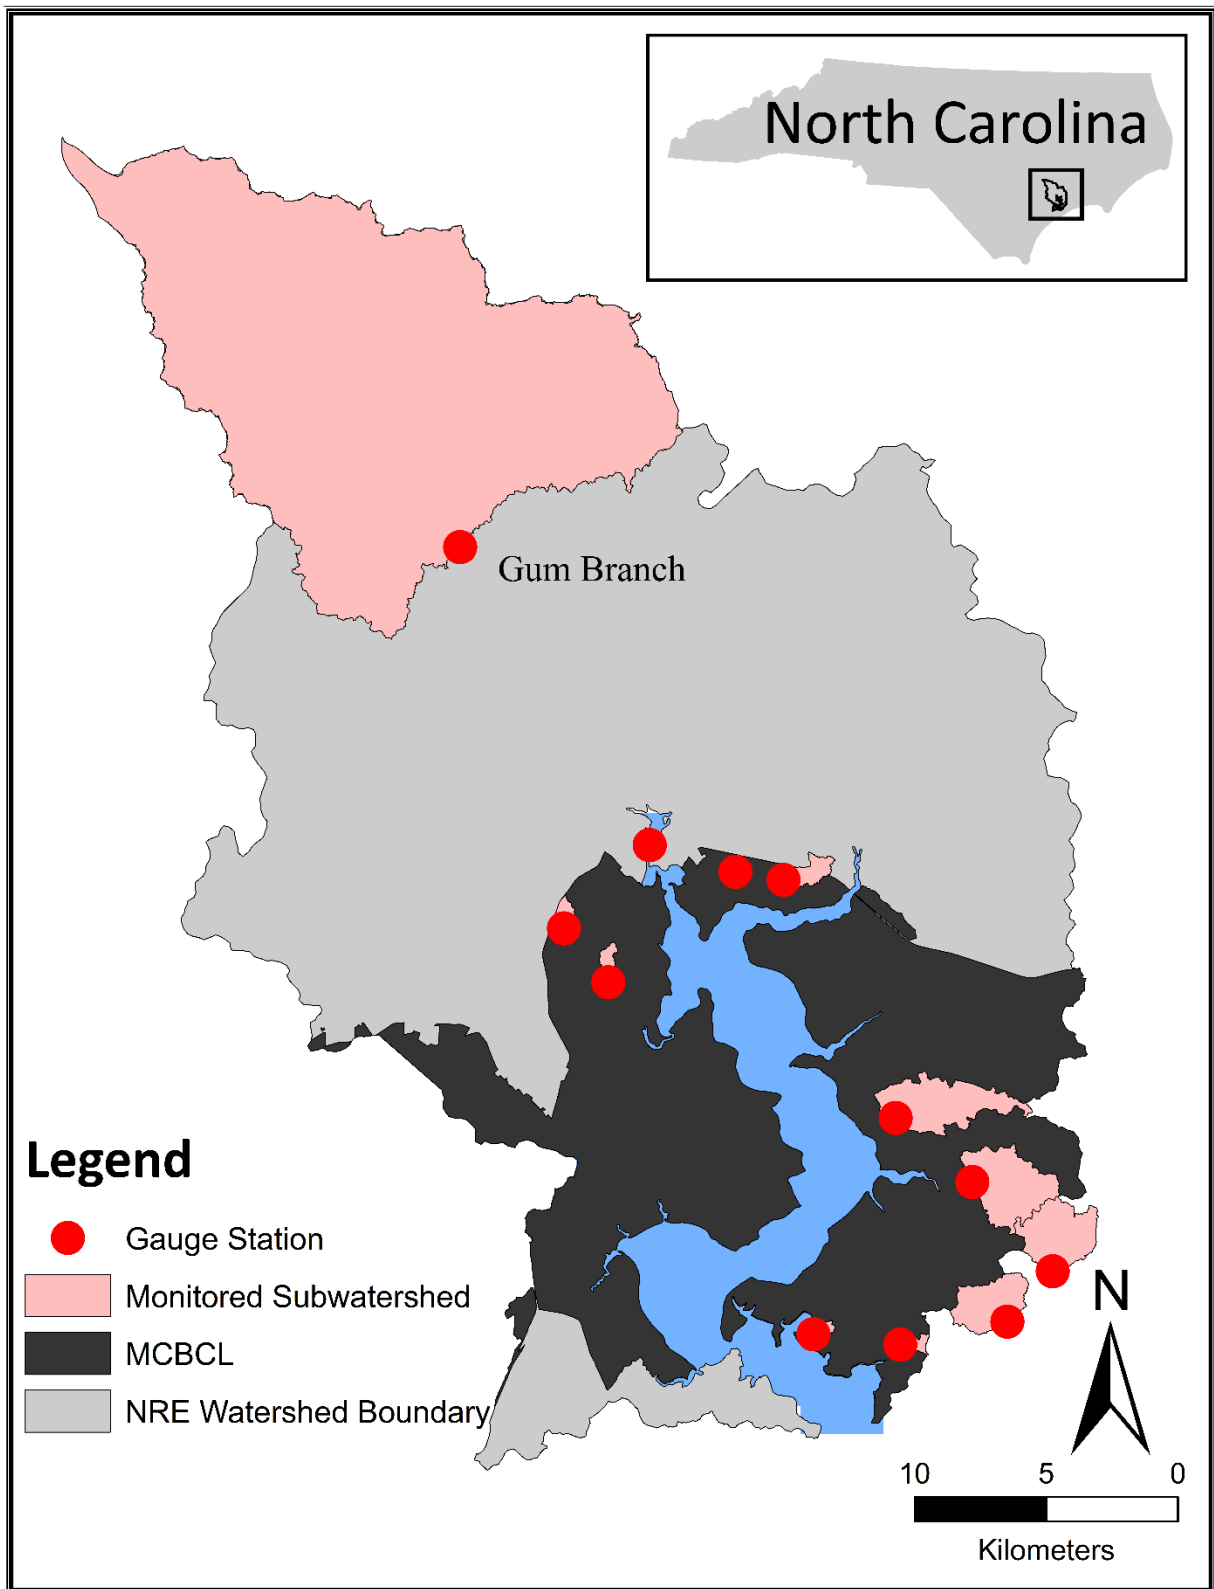 North Carolina
Gum Branch
Legend
Gauge Station
Monitored Subwatershed
MCBCL
NRE Watershed Boundary
N
10 5 0
Kilometers